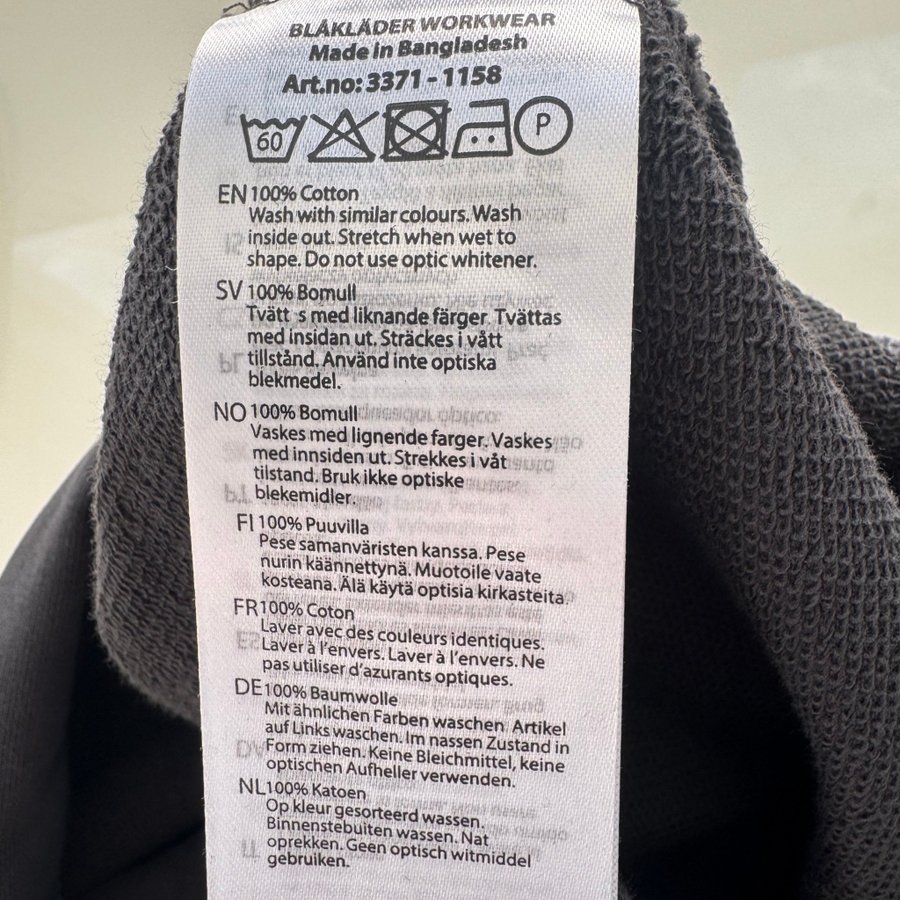 BLÅKLÄDER WORKWEAR
Made in Bangladesh
Art.no: 3371 - 1158
60 P
EN 100% Cotton
Wash with similar colours. Wash
inside out. Stretch when wet to
shape. Do not use optic whitener.
SV 100% Bomull
Tvätt s med liknande färger. Tvättas
med insidan ut. Sträckes i vått
tillstånd. Använd inte optiska
blekmedel.
NO 100% Bomull
Vaskes med lignende farger. Vaskes
med innsiden ut. Strekkes i våt
tilstand. Bruk ikke optiske
blekemidler.
FI 100% Puuvilla
Pese samanväristen kanssa. Pese
nurin käännettynä. Muotoile vaate
kosteana. Älä käytä optisia kirkasteita.
FR 100% Coton
Laver avec des couleurs identiques.
Laver à l'envers. Laver à l'envers. Ne
pas utiliser d'azurants optiques.
DE 100% Baumwolle
Mit ähnlichen Farben waschen. Artikel
auf Links waschen. Im nassen Zustand in
Form ziehen. Keine Bleichmittel, keine
optischen Aufheller verwenden.
NL 100% Katoen
Op kleur gesorteerd wassen.
Binnenstebuiten wassen. Nat
oprekken. Geen optisch witmiddel
gebruiken.